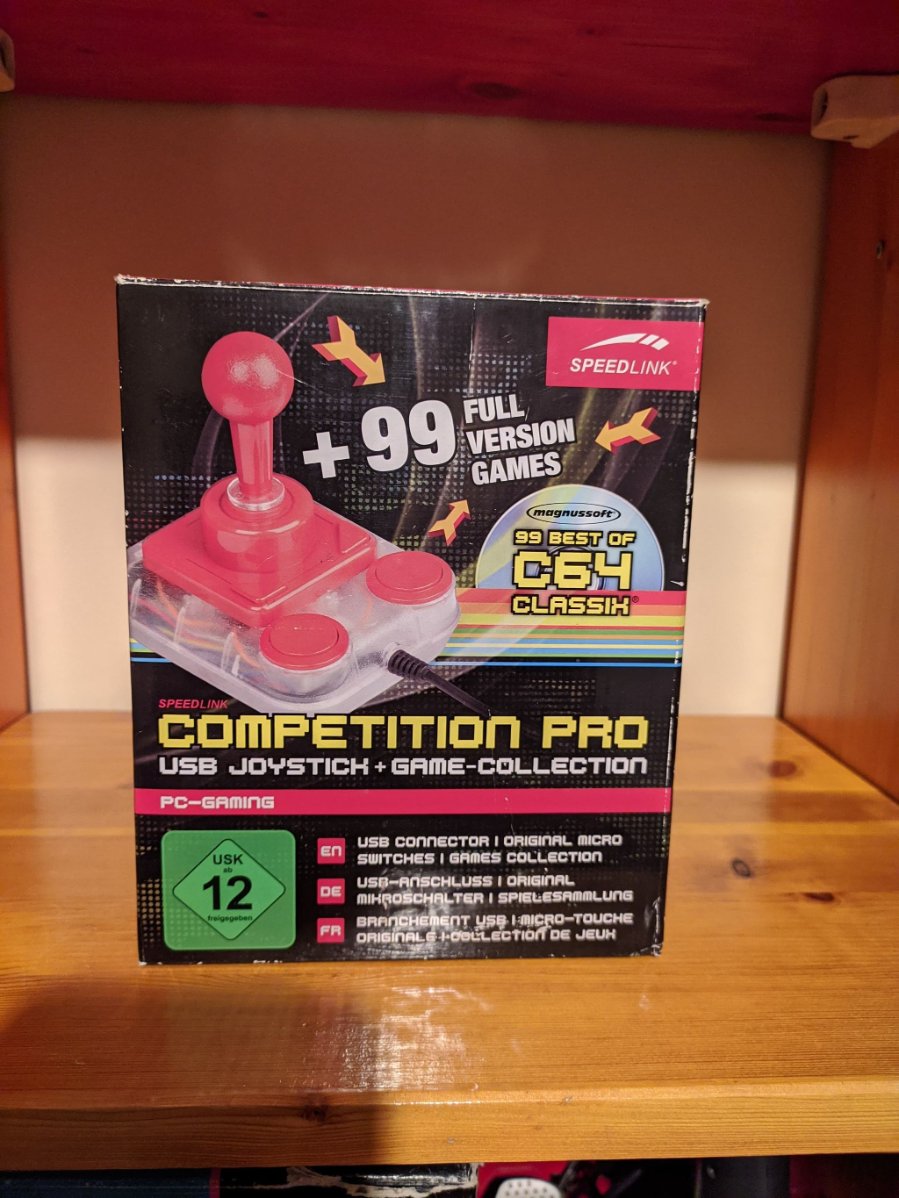 SPEEDLINK®
+ 99 FULL
VERSION
GAMES
magnussoft®
99 BEST OF
C64
CLASSIX®
SPEEDLINK
COMPETITION PRO
USB JOYSTICK + GAME-COLLECTION
PC-GAMING
USK
ab
12
freigegeben
EN
USB CONNECTOR | ORIGINAL MICRO
SWITCHES | GAMES COLLECTION
DE
USB-ANSCHLUSS | ORIGINAL
MIKROSCHALTER | SPIELESAMMLUNG
FR
BRANCHEMENT USB | MICRO-TOUCHE
ORIGINALE | COLLECTION DE JEUX